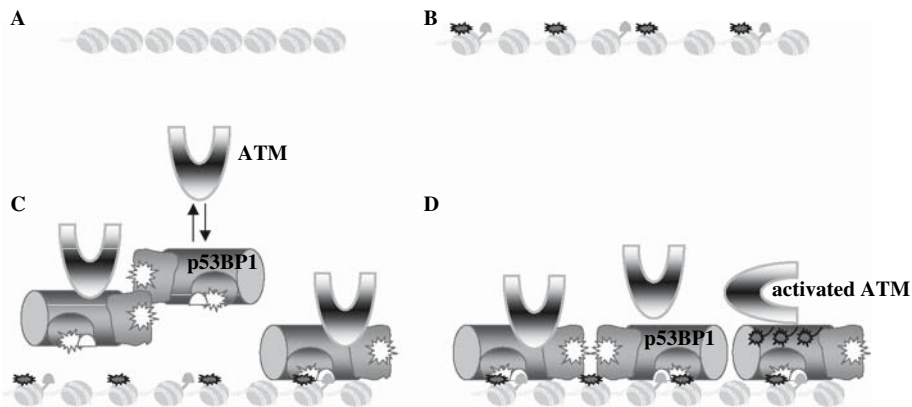 A
B
ATM
C
D
p53BP1
activated ATM
p53BP1